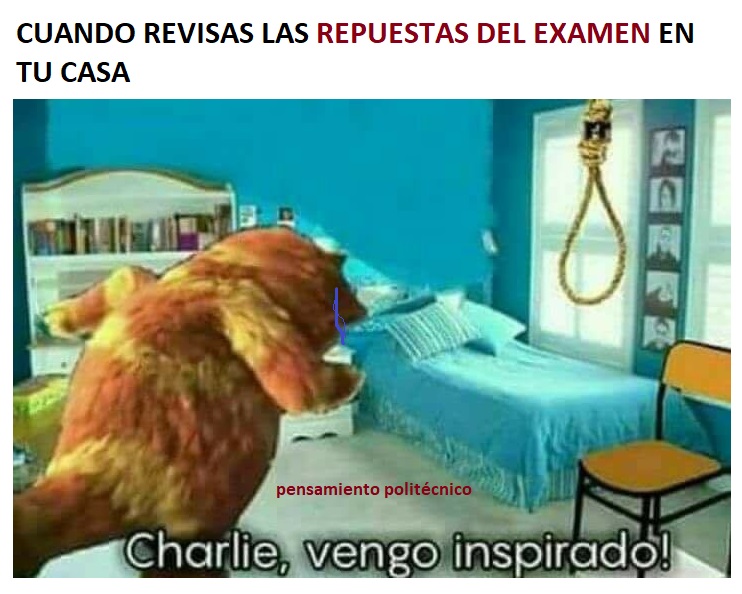 CUANDO REVISAS LAS REPUESTAS DEL EXAMEN EN
TU CASA
pensamiento politécnico
Charlie, vengo inspirado!